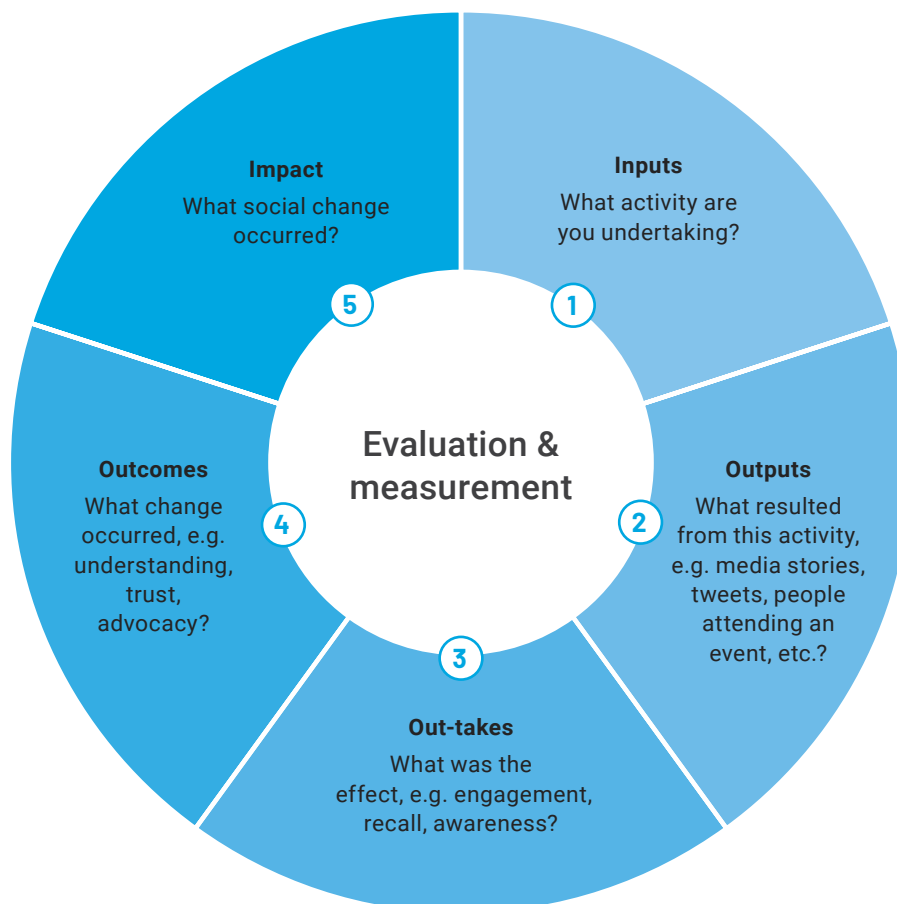 Evaluation &
measurement
1
Inputs
What activity are
you undertaking?
2
Outputs
What resulted
from this activity,
e.g. media stories,
tweets, people
attending an
event, etc.?
3
Out-takes
What was the
effect, e.g. engagement,
recall, awareness?
4
Outcomes
What change
occurred, e.g.
understanding,
trust,
advocacy?
5
Impact
What social change
occurred?